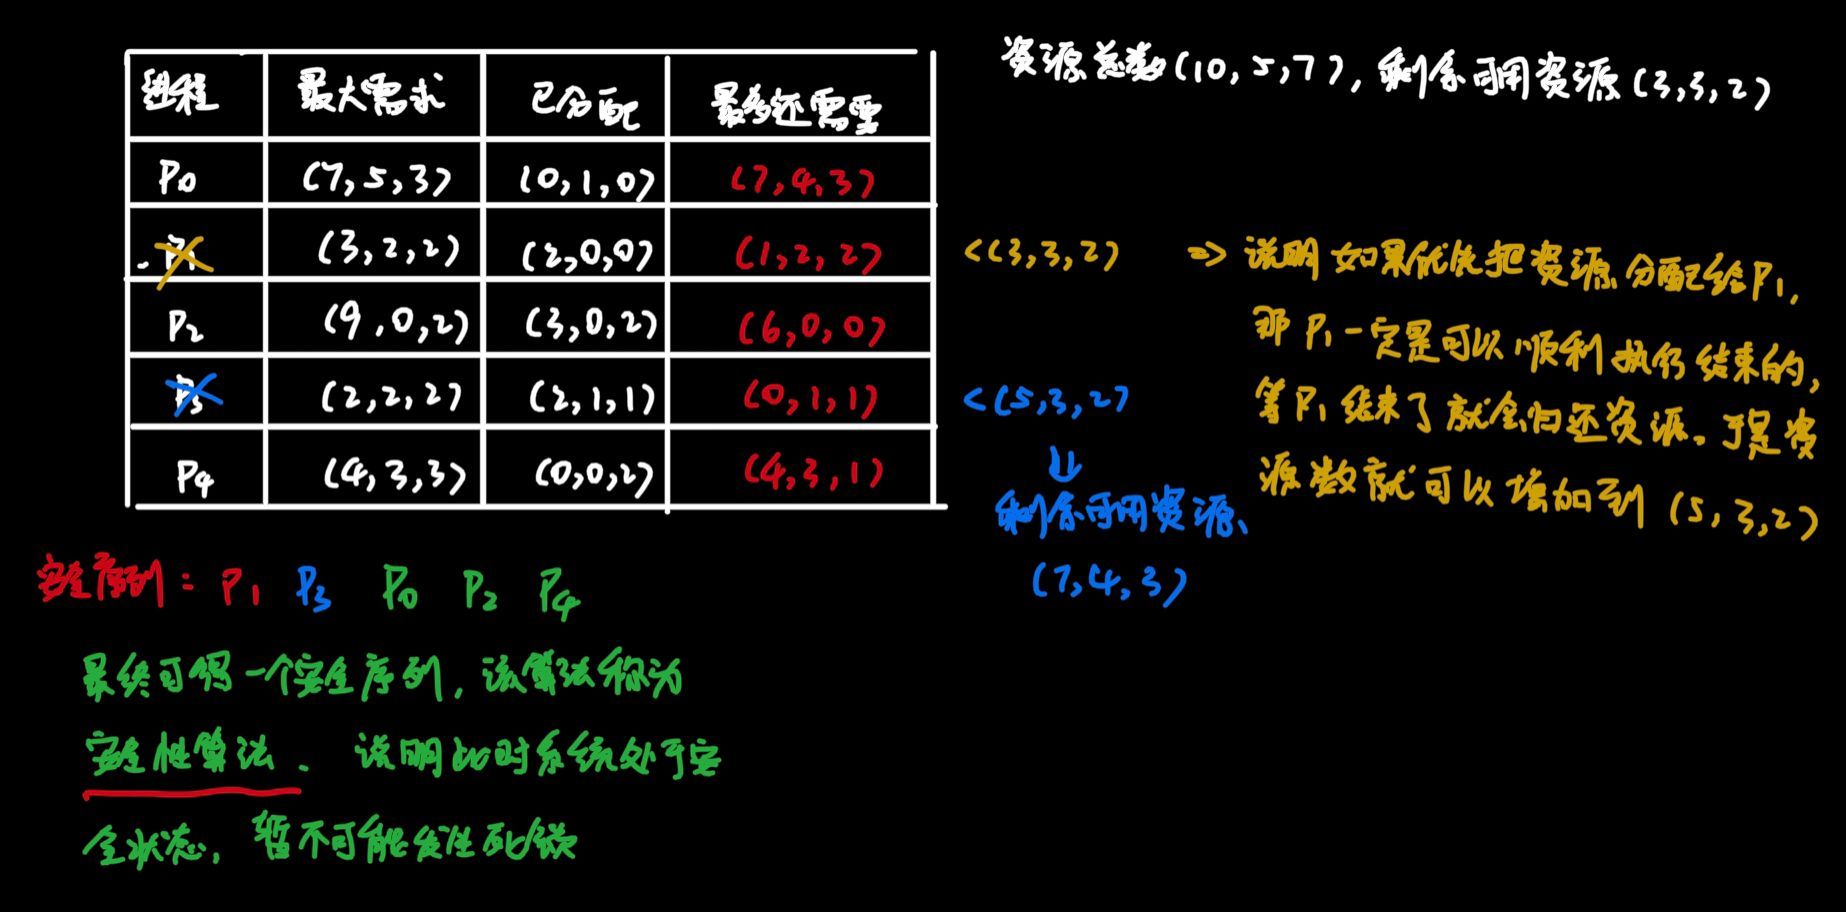 资源总数(10,5,7),剩余可用资源(3,3,2)
进程 最大需求 已分配 最多还需要
P0 (7,5,3) (0,1,0) (7,4,3)
P1 (3,2,2) (2,0,0) (1,2,2) <(3,3,2) => 说明如果优先把资源分配给P1,
那P1一定是可以顺利执行结束的,
P2 (9,0,2) (3,0,2) (6,0,0)
P3 (2,2,2) (2,1,1) (0,1,1) <(5,3,2)
等P1结束了就会归还资源。于是资
源数就可以增加到(5,3,2)
P4 (4,3,3) (0,0,2) (4,3,1)
⇓
剩余可用资源、
(7,4,3)
安全序列: P1 P3 P0 P2 P4
最终可得一个安全序列,该算法称为
安全性算法. 说明此时系统处于安
全状态,暂不可能发生死锁